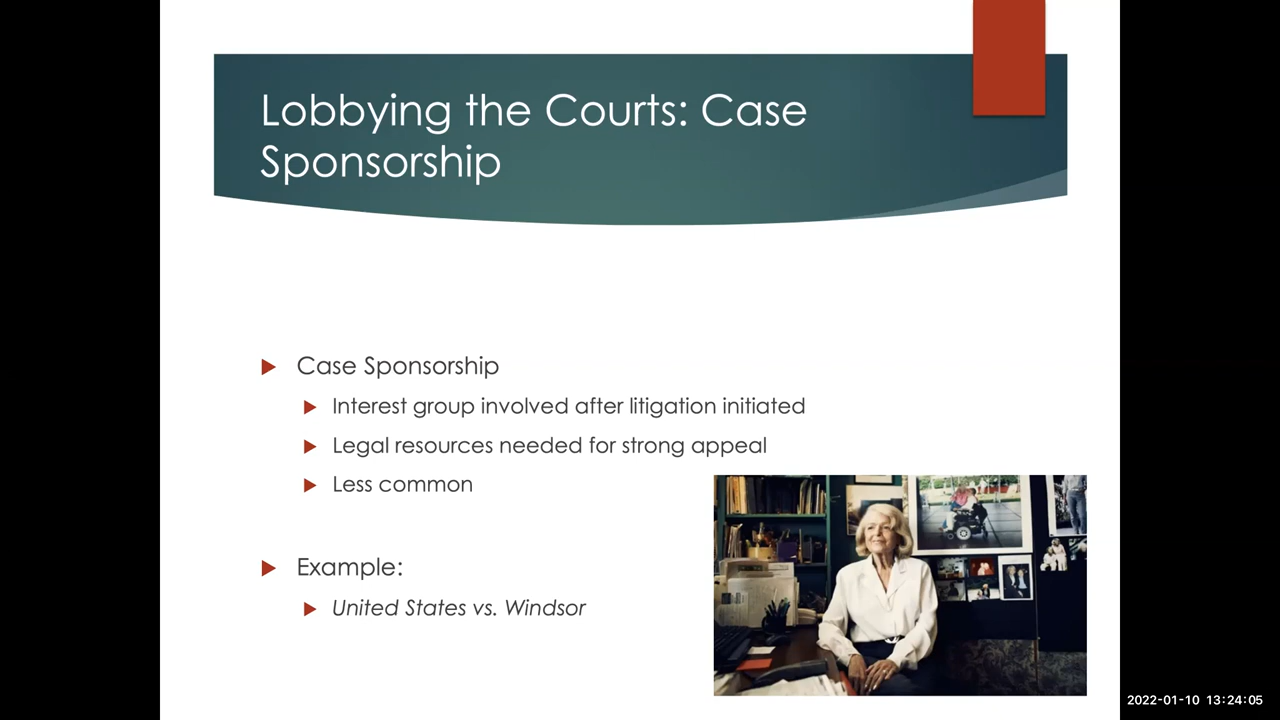 Lobbying the Courts: Case
Sponsorship
Case Sponsorship
Interest group involved after litigation initiated
Legal resources needed for strong appeal
Less common
Example:
United States vs. Windsor
2022-01-10 13:24:05